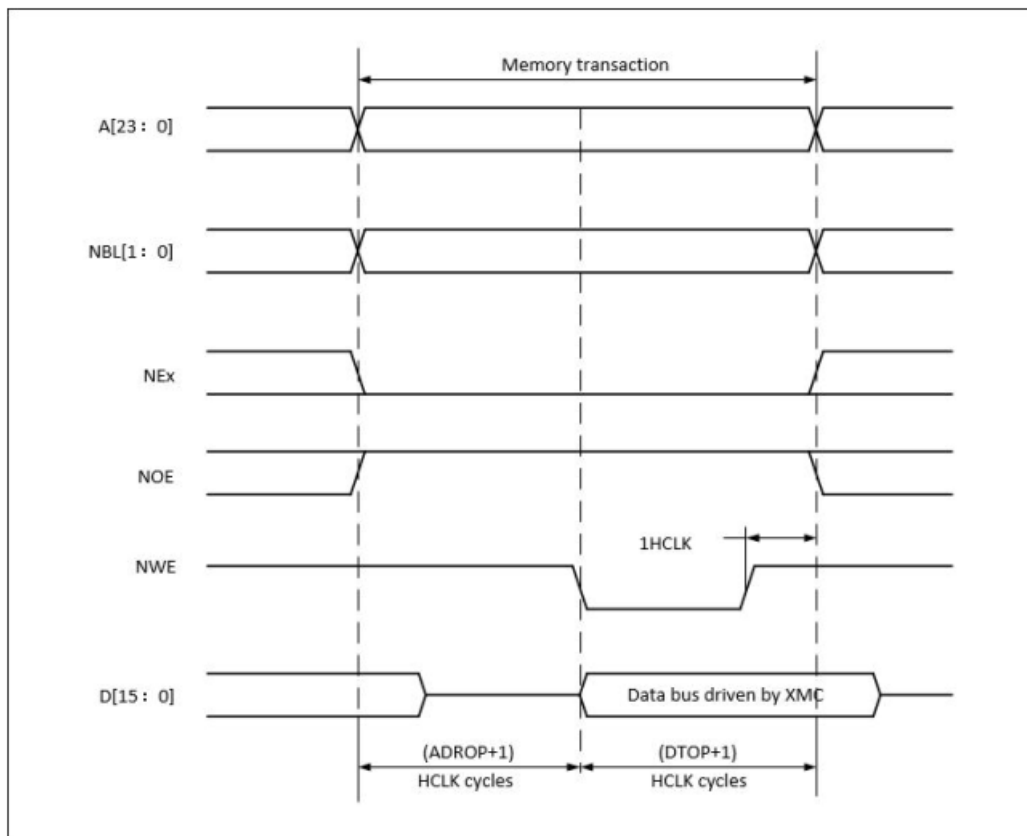 Memory transaction
A[23: 0]
NBL[1: 0]
NEx
NOE
1HCLK
NWE
D[15: 0]
Data bus driven by XMC
(ADROP+1)
HCLK cycles
(DTOP+1)
HCLK cycles